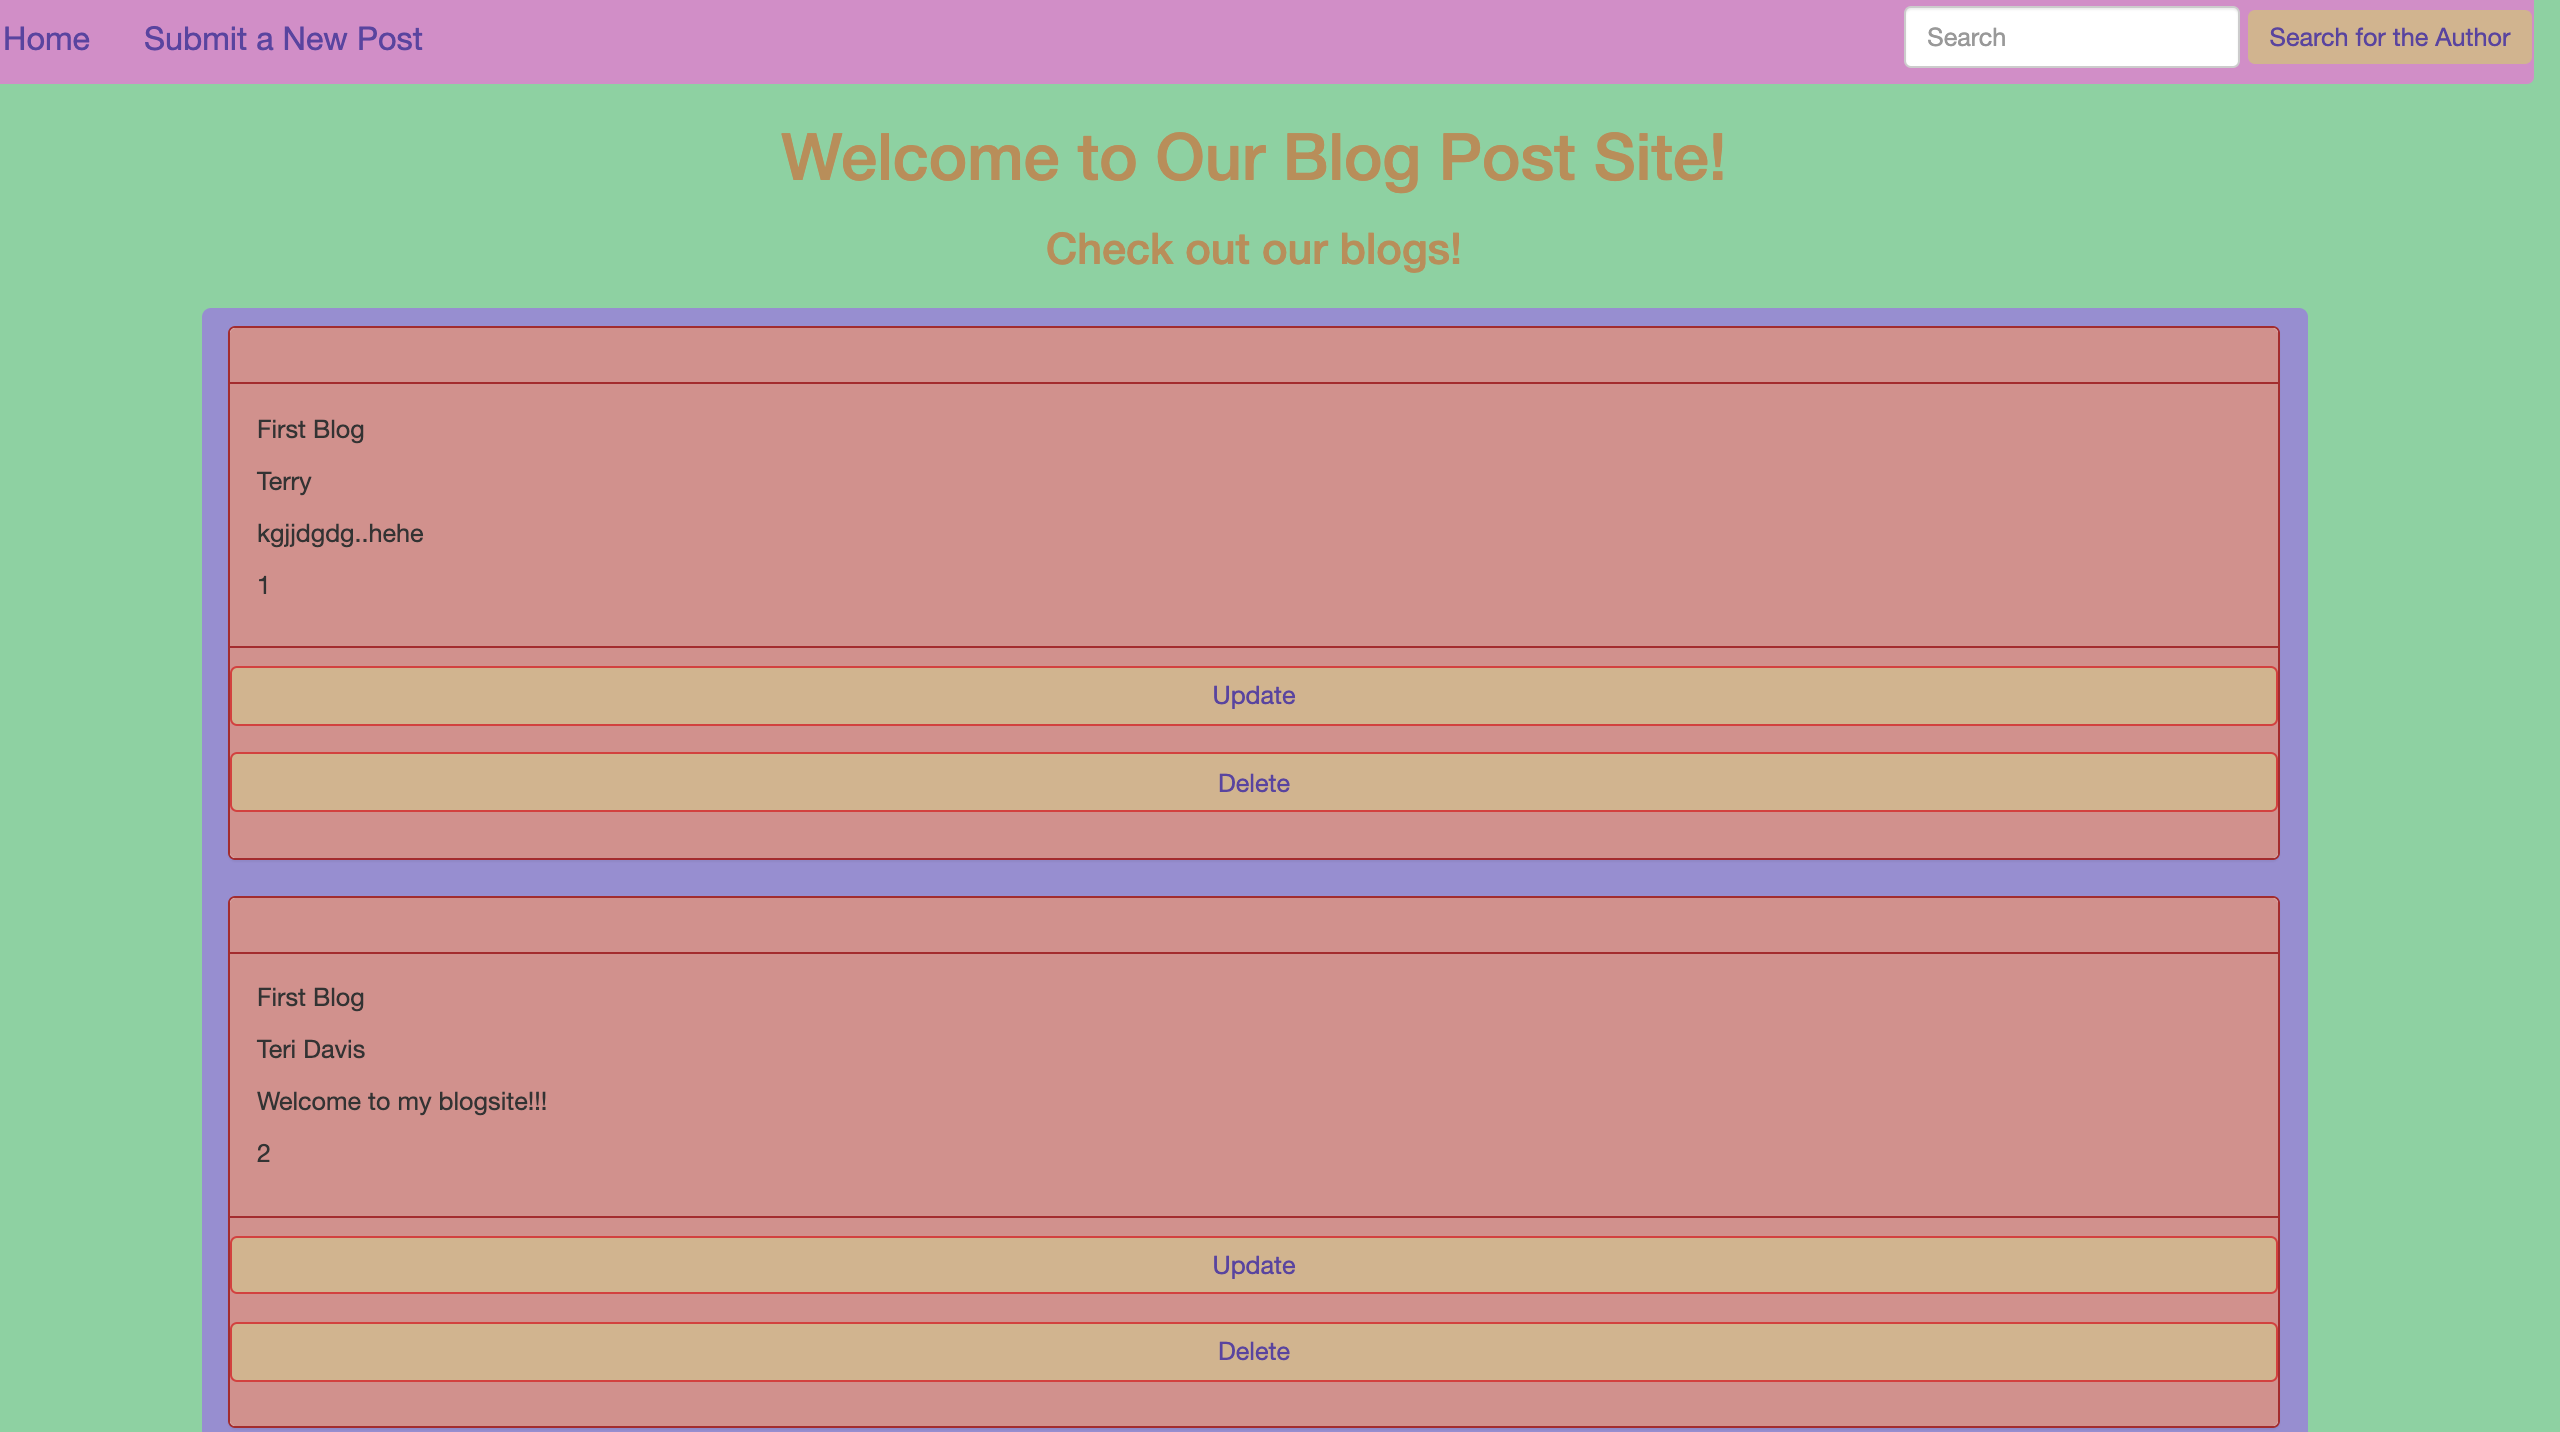 Home Submit a New Post Search Search for the Author
Welcome to Our Blog Post Site!
Check out our blogs!
First Blog
Terry
kgjjdgdg..hehe
1
Update
Delete
First Blog
Teri Davis
Welcome to my blogsite!!!
2
Update
Delete